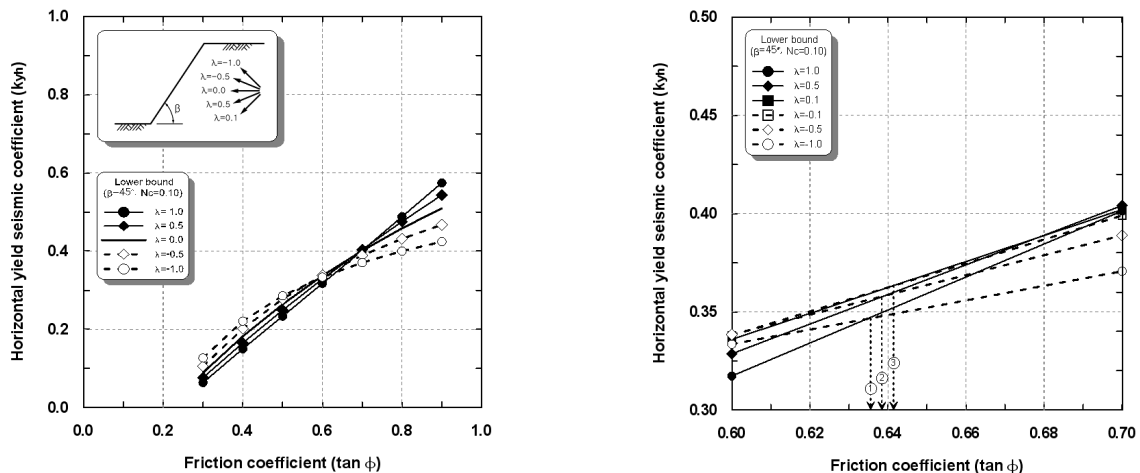 Horizontal yield seismic coefficient (kyh)
1.0
0.8
0.6
0.4
0.2
0.0
λ=-1.0
λ=-0.5
λ=0.0
λ=0.5
λ=0.1
β
Lower bound
(β=45°, Nc=0.10)
λ= 1.0
λ= 0.5
λ= 0.0
λ=-0.5
λ=-1.0
0.0 0.2 0.4 0.6 0.8 1.0
Friction coefficient (tan ϕ)
Horizontal yield seismic coefficient (kyh)
0.50
0.45
0.40
0.35
0.30
Lower bound
(β=45°, Nc=0.10)
λ=1.0
λ=0.5
λ=0.1
λ=-0.1
λ=-0.5
λ=-1.0
① ② ③
0.60 0.62 0.64 0.66 0.68 0.70
Friction coefficient (tan ϕ)